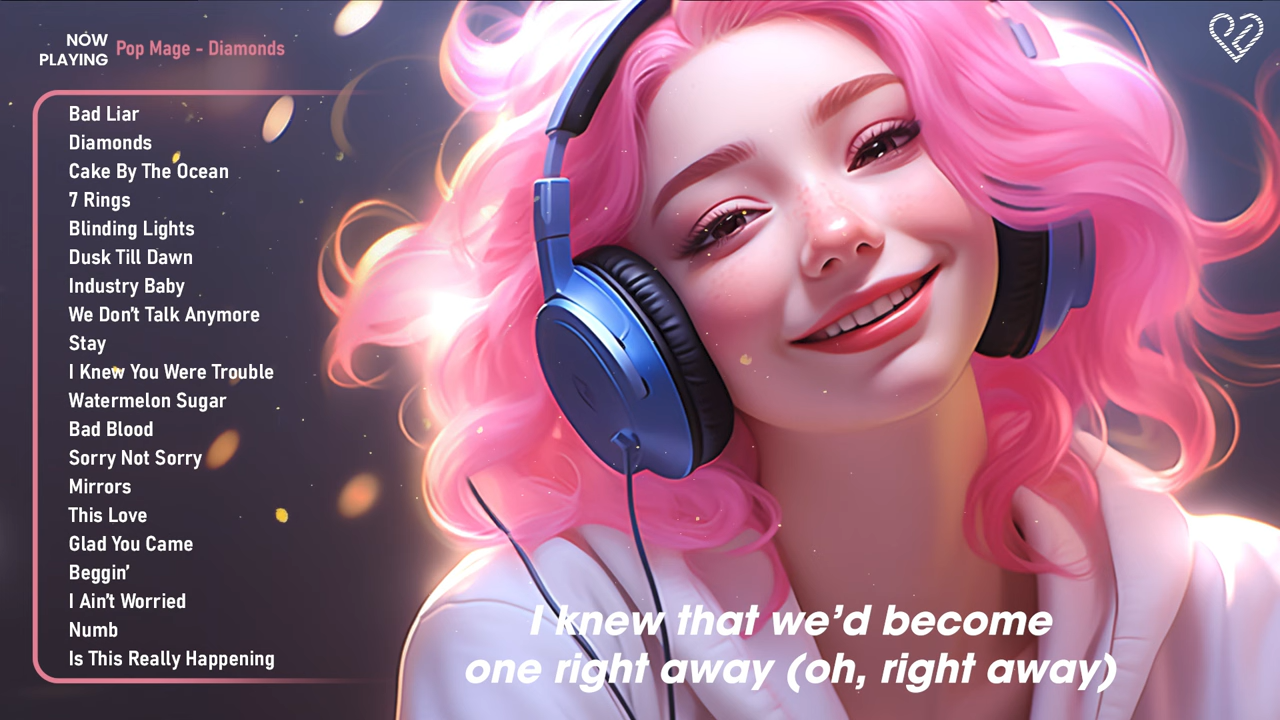 NOW
PLAYING
Pop Mage - Diamonds
Bad Liar
Diamonds
Cake By The Ocean
7 Rings
Blinding Lights
Dusk Till Dawn
Industry Baby
We Don't Talk Anymore
Stay
I Knew You Were Trouble
Watermelon Sugar
Bad Blood
Sorry Not Sorry
Mirrors
This Love
Glad You Came
Beggin'
I Ain't Worried
Numb
Is This Really Happening
I knew that we'd become
one right away (oh, right away)